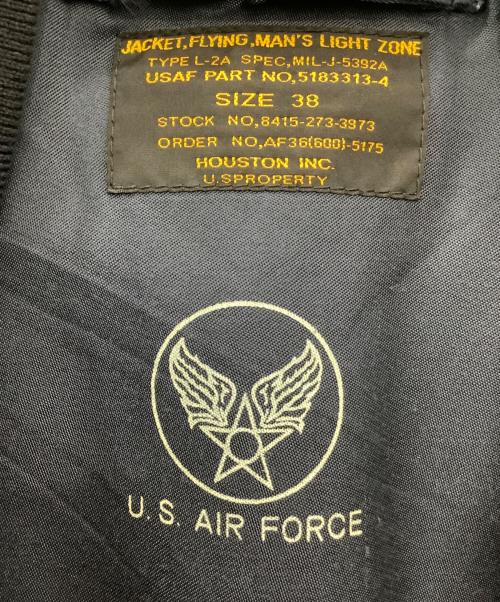 JACKET,FLYING,MAN'S LIGHT ZONE
TYPE L-2A SPEC,MIL-J-5392A
USAF PART NO,5183313-4
SIZE 38
STOCK NO,8415-273-3973
ORDER NO,AF36(600)-5175
HOUSTON INC.
U.S.PROPERTY
U.S. AIR FORCE